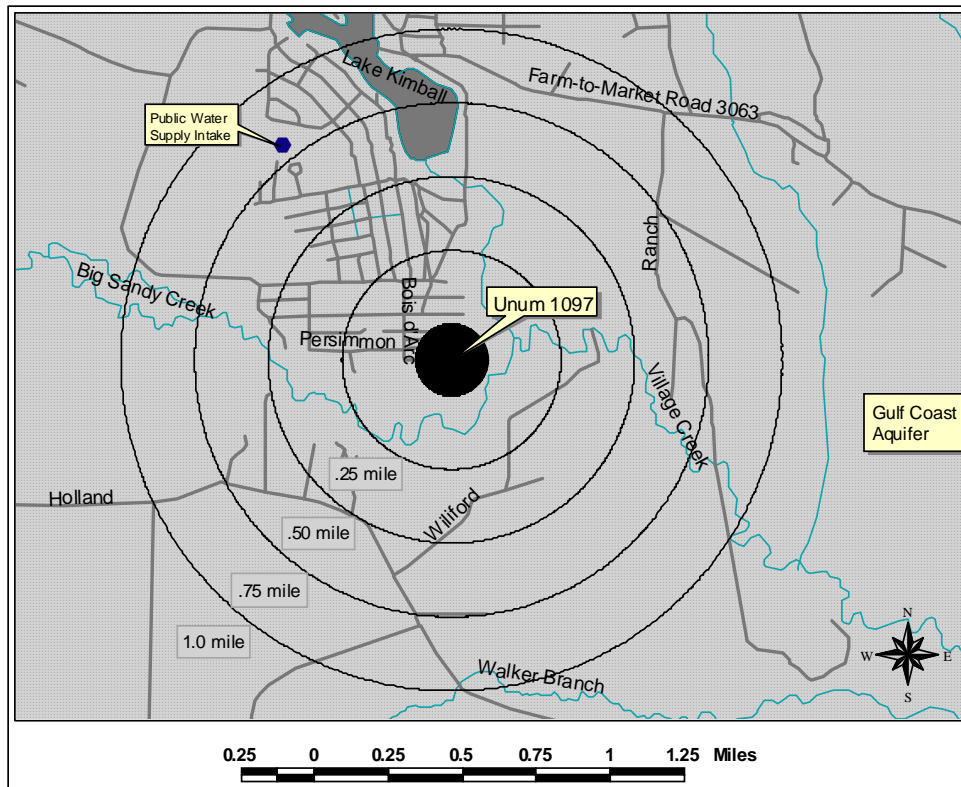 Lake Kimball
Farm-to-Market Road 3063
Public Water
Supply Intake
Ranch
Big Sandy Creek
Bois d'Arc
Unum 1097
Persimmon
Village Creek
Gulf Coast
Aquifer
.25 mile
Holland
Wiliford
.50 mile
.75 mile
1.0 mile
N
W
E
S
Walker Branch
0.25 0 0.25 0.5 0.75 1 1.25 Miles